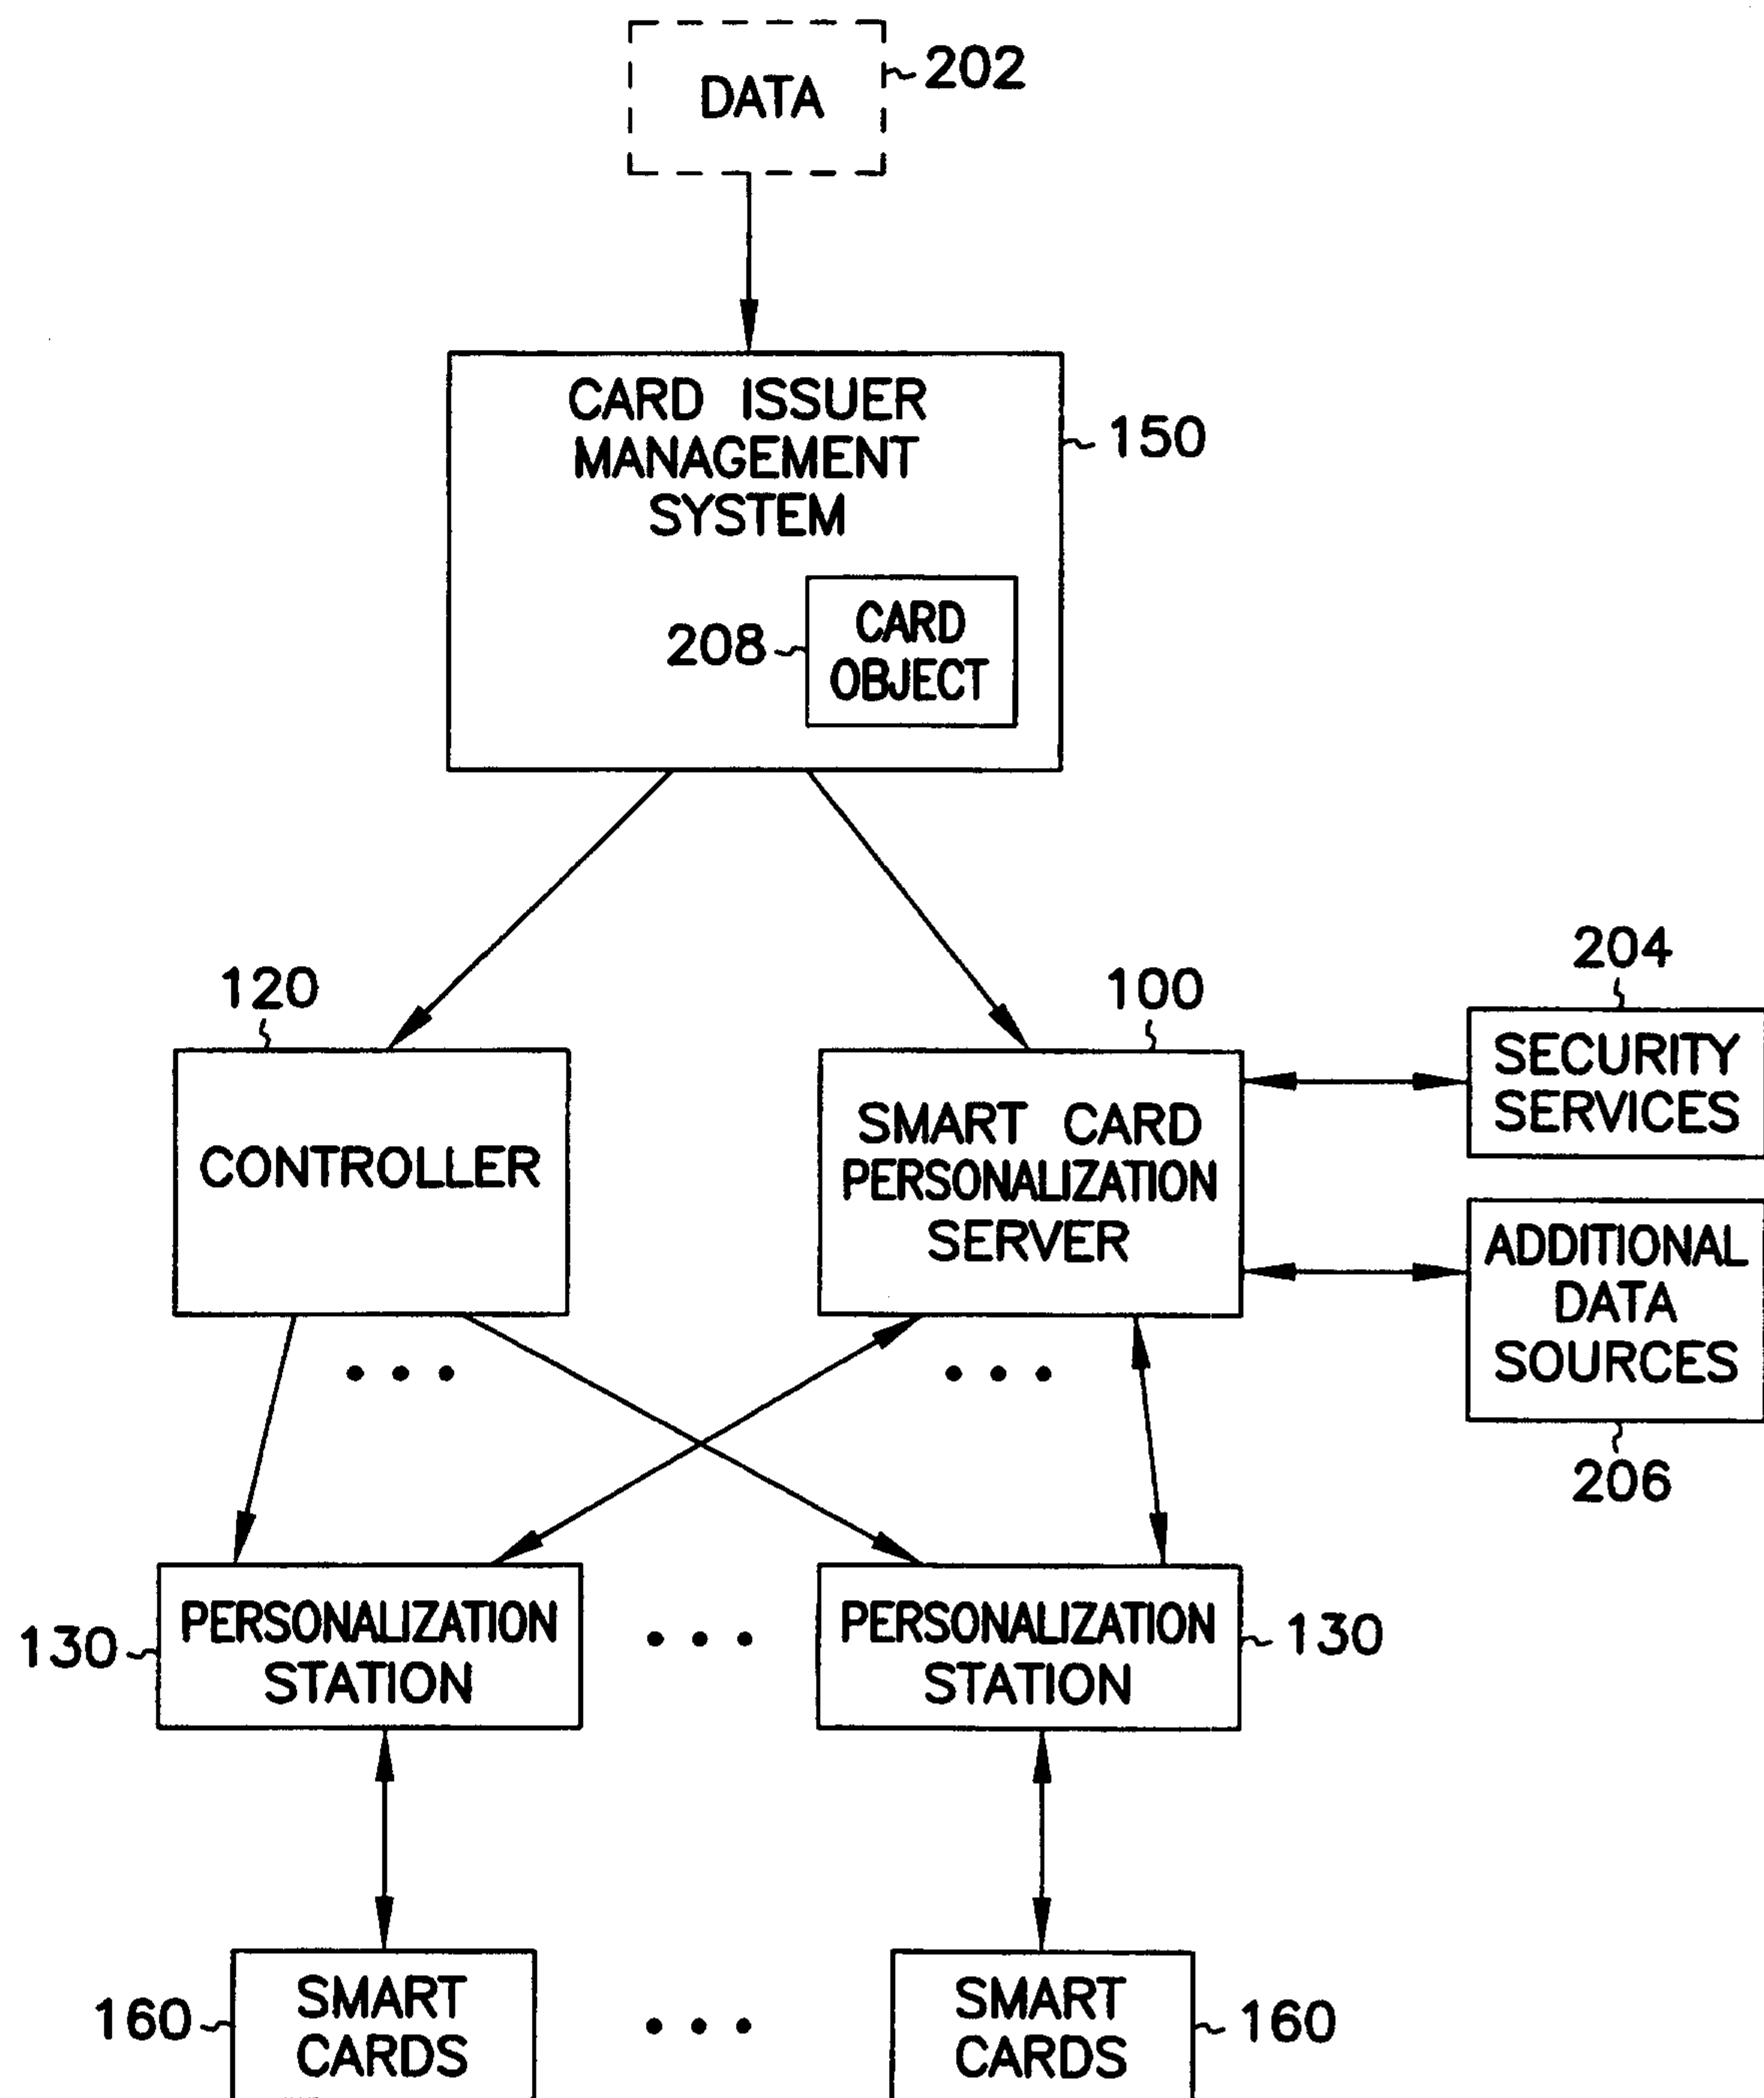 DATA
202
CARD ISSUER
MANAGEMENT
SYSTEM
150
208
CARD
OBJECT
120
100
204
CONTROLLER
SMART CARD
PERSONALIZATION
SERVER
SECURITY
SERVICES
ADDITIONAL
DATA
SOURCES
206
130
PERSONALIZATION
STATION
PERSONALIZATION
STATION
130
160
SMART
CARDS
SMART
CARDS
160